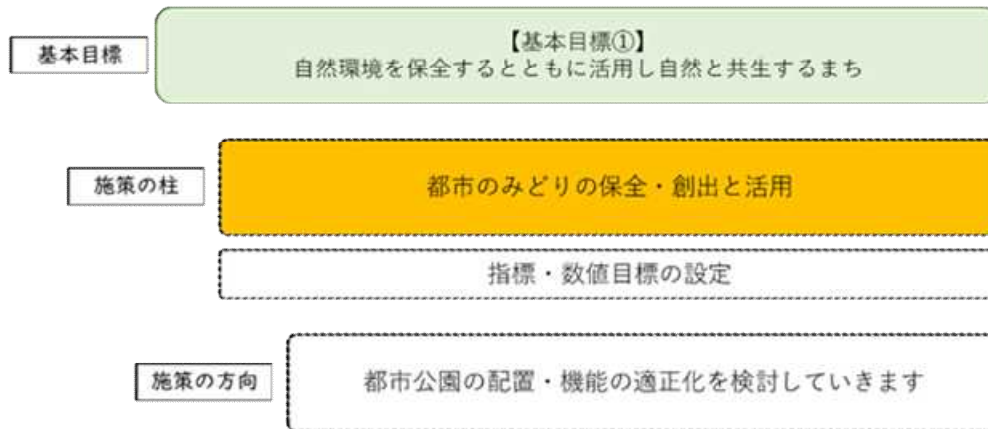 基本目標
【基本目標①】
自然環境を保全するとともに活用し自然と共生するまち
施策の柱
都市のみどりの保全・創出と活用
指標・数値目標の設定
施策の方向
都市公園の配置・機能の適正化を検討していきます